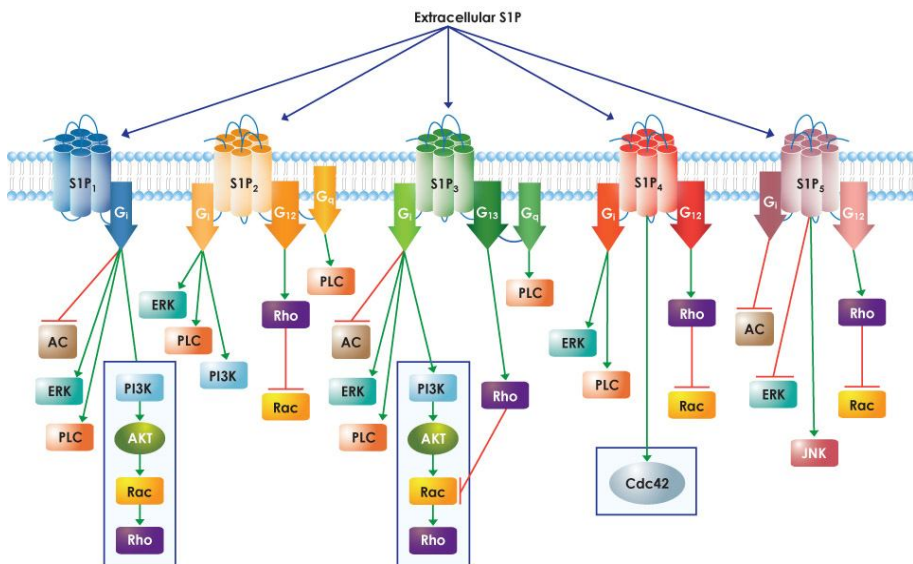 Extracellular S1P
S1P₁
S1P₂
S1P₃
S1P₄
S1P₅
Gᵢ
Gᵢ
G₁₂
G_q
Gᵢ
G₁₃
G_q
Gᵢ
G₁₂
Gᵢ
G₁₂
AC
ERK
PLC
PI3K
AKT
Rac
Rho
ERK
PLC
PI3K
Rho
Rac
PLC
AC
ERK
PLC
PI3K
AKT
Rac
Rho
Rho
PLC
ERK
PLC
Cdc42
Rho
Rac
AC
ERK
JNK
Rho
Rac